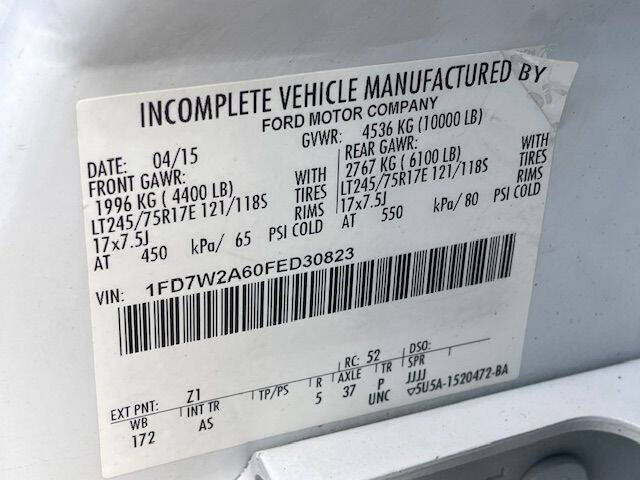 INCOMPLETE VEHICLE MANUFACTURED BY
FORD MOTOR COMPANY
DATE: 04/15 GVWR: 4536 KG (10000 LB)
FRONT GAWR: REAR GAWR:
1996 KG ( 4400 LB) WITH 2767 KG ( 6100 LB) WITH
LT245/75R17E 121/118S TIRES LT245/75R17E 121/118S TIRES
17x7.5J RIMS 17x7.5J RIMS
AT 450 kPa/ 65 PSI COLD AT 550 kPa/ 80 PSI COLD
VIN: 1FD7W2A60FED30823
EXT PNT: Z1 RC: 52 DSO:
WB INT TR TP/PS R AXLE TR SPR
172 AS 5 37 P JJJJ
UNC ▽5U5A-1520472-BA